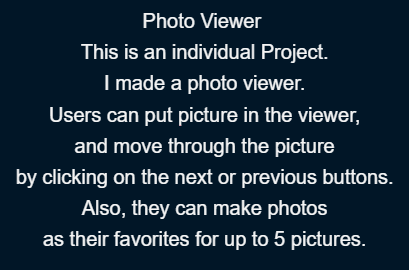 Photo Viewer
This is an individual Project.
I made a photo viewer.
Users can put picture in the viewer,
and move through the picture
by clicking on the next or previous buttons.
Also, they can make photos
as their favorites for up to 5 pictures.